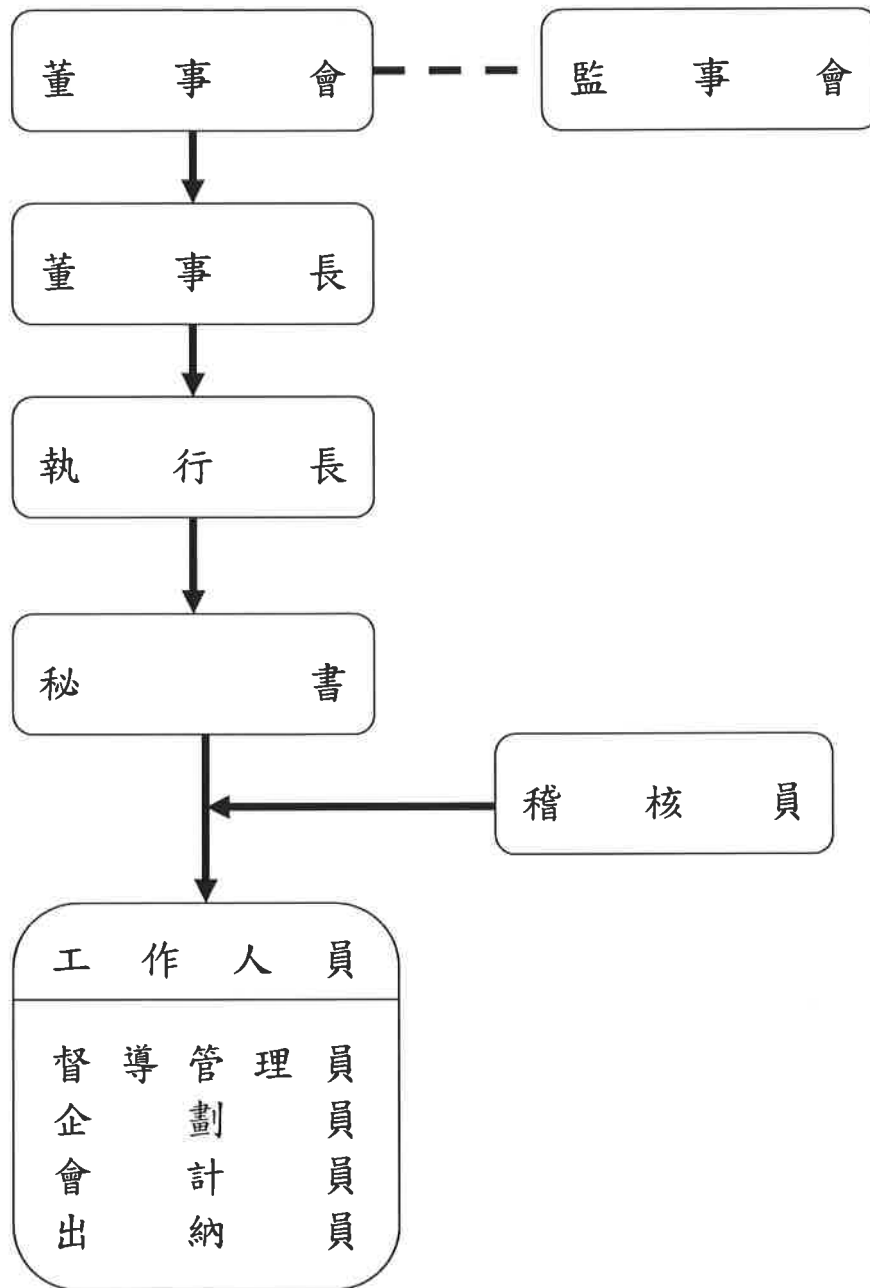 董事會
監事會
董事長
執行長
秘書
稽核員
工作人員
督導管理員
企劃員
會計員
出納員